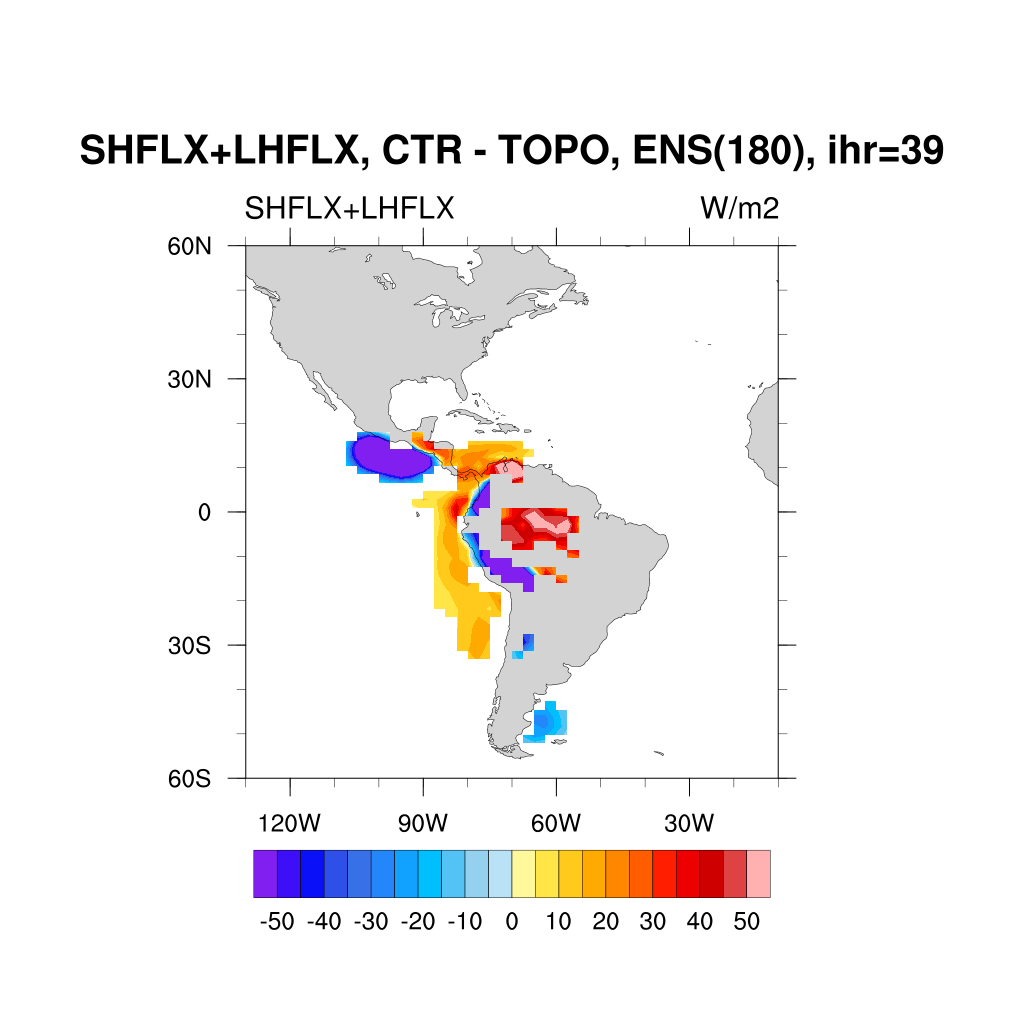 SHFLX+LHFLX, CTR - TOPO, ENS(180), ihr=39
SHFLX+LHFLX W/m2
60N
30N
0
30S
60S
120W 90W 60W 30W
-50 -40 -30 -20 -10 0 10 20 30 40 50